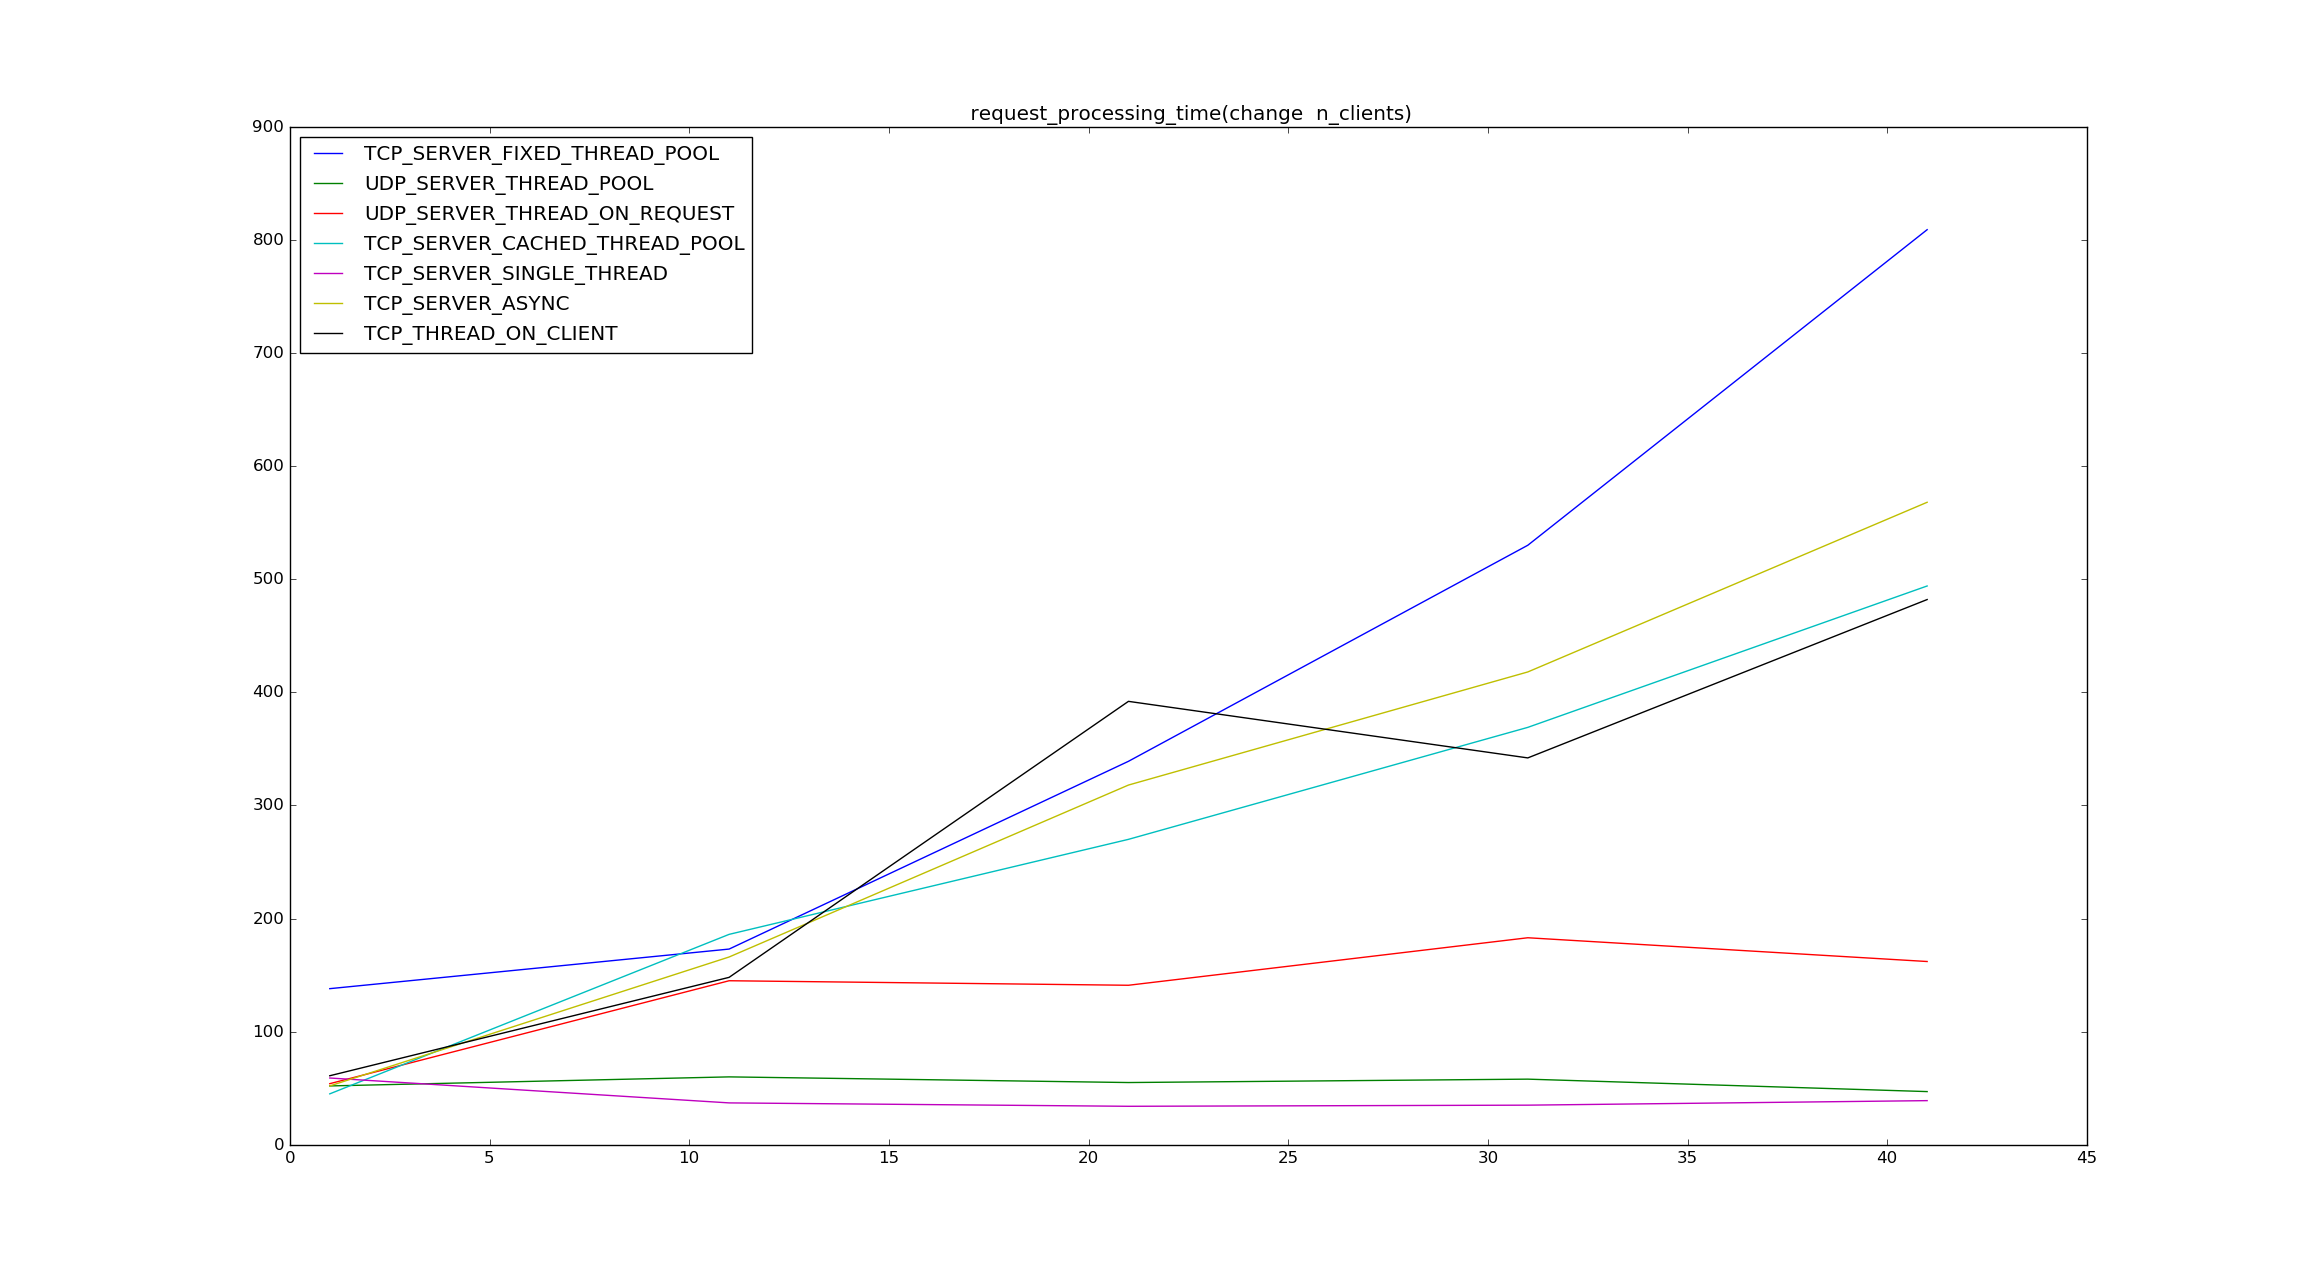 request_processing_time(change  n_clients)
900
800
700
600
500
400
300
200
100
0
TCP_SERVER_FIXED_THREAD_POOL
UDP_SERVER_THREAD_POOL
UDP_SERVER_THREAD_ON_REQUEST
TCP_SERVER_CACHED_THREAD_POOL
TCP_SERVER_SINGLE_THREAD
TCP_SERVER_ASYNC
TCP_THREAD_ON_CLIENT
0 5 10 15 20 25 30 35 40 45